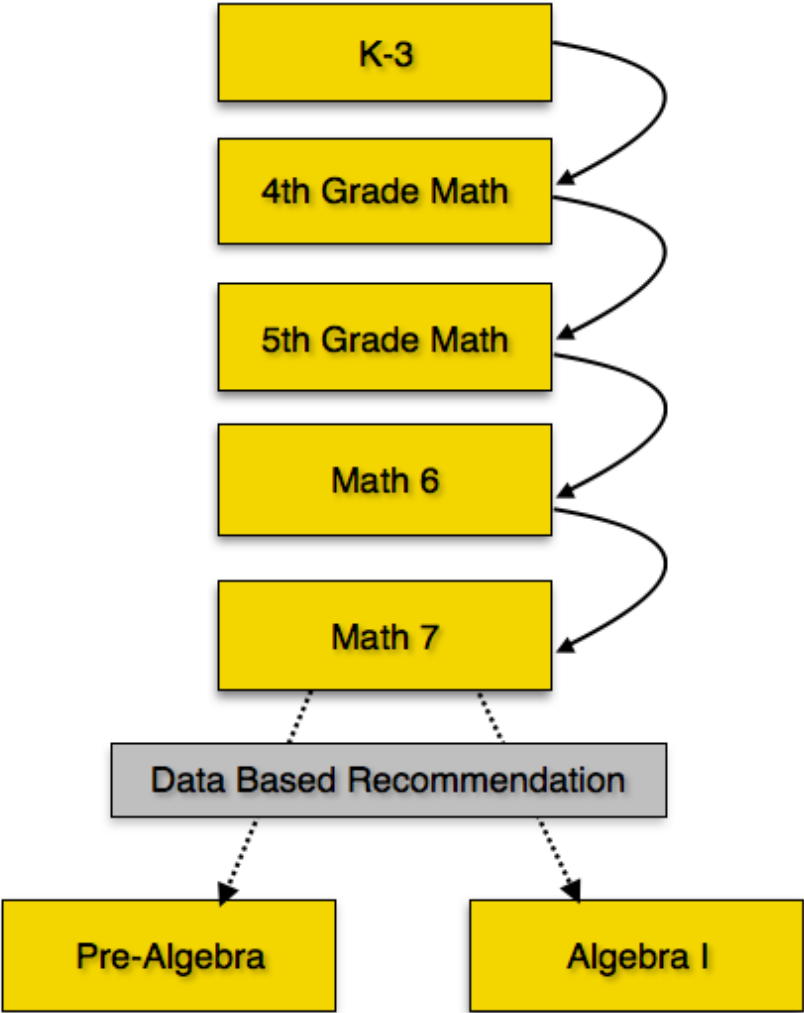 K-3
4th Grade Math
5th Grade Math
Math 6
Math 7
Data Based Recommendation
Pre-Algebra
Algebra I